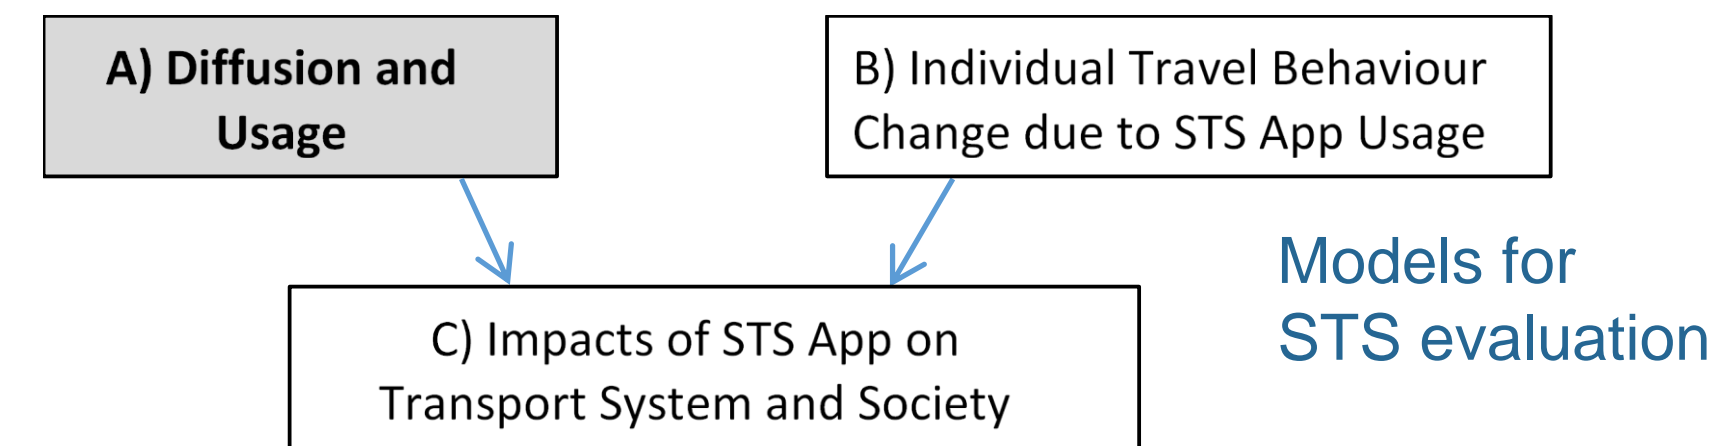 A) Diffusion and
Usage
B) Individual Travel Behaviour
Change due to STS App Usage
Models for
STS evaluation
C) Impacts of STS App on
Transport System and Society